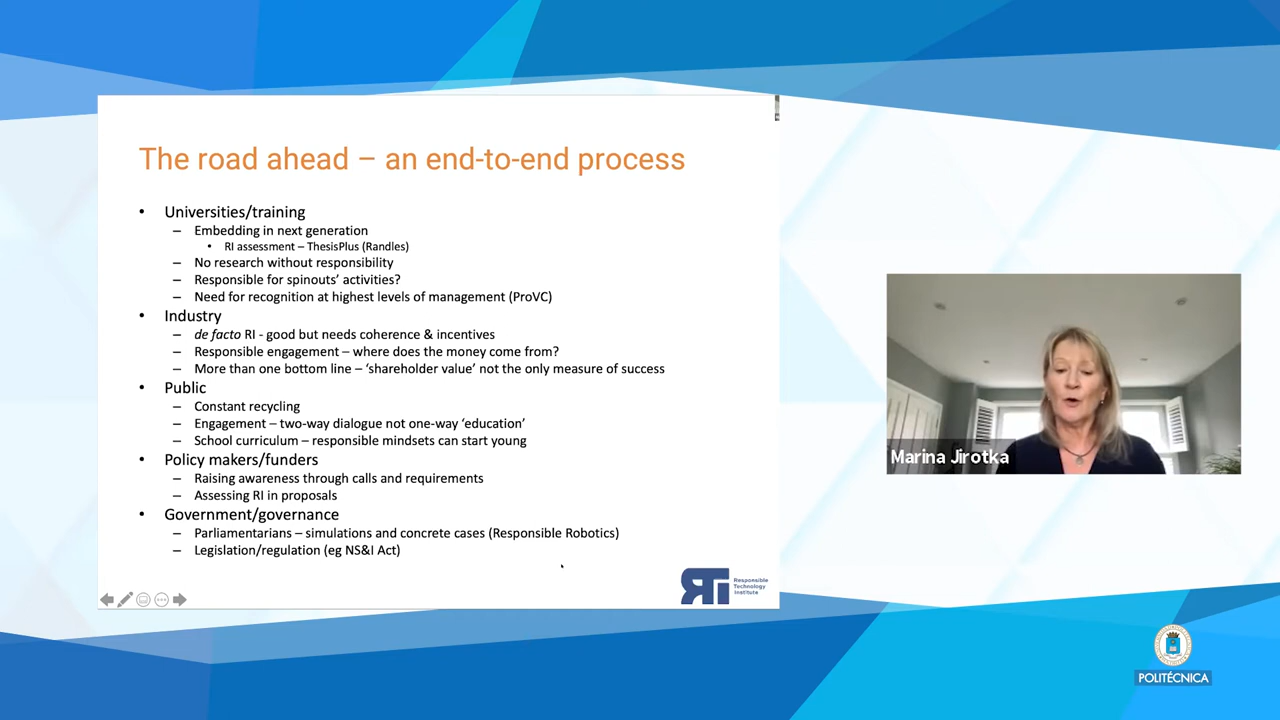 The road ahead – an end-to-end process
• Universities/training
– Embedding in next generation
• RI assessment – ThesisPlus (Randles)
– No research without responsibility
– Responsible for spinouts’ activities?
– Need for recognition at highest levels of management (ProVC)
• Industry
– de facto RI - good but needs coherence & incentives
– Responsible engagement – where does the money come from?
– More than one bottom line – ‘shareholder value’ not the only measure of success
• Public
– Constant recycling
– Engagement – two-way dialogue not one-way ‘education’
– School curriculum – responsible mindsets can start young
• Policy makers/funders
– Raising awareness through calls and requirements
– Assessing RI in proposals
• Government/governance
– Parliamentarians – simulations and concrete cases (Responsible Robotics)
– Legislation/regulation (eg NS&I Act)
RTI
Responsible
Technology
Institute
Marina Jirotka
POLITÉCNICA